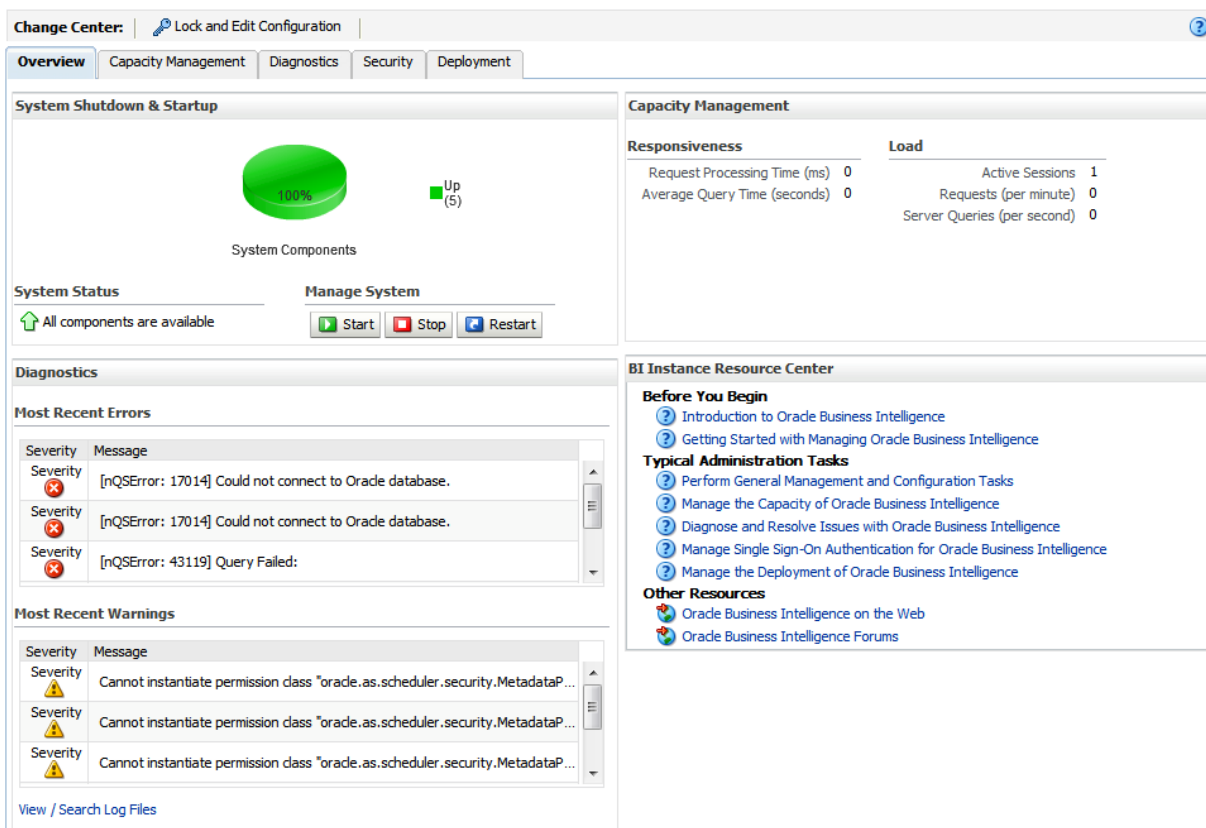 Change Center: Lock and Edit Configuration
Overview Capacity Management Diagnostics Security Deployment
System Shutdown & Startup
100%
Up
(5)
System Components
System Status
All components are available
Manage System
Start Stop Restart
Capacity Management
Responsiveness
Request Processing Time (ms) 0
Average Query Time (seconds) 0
Load
Active Sessions 1
Requests (per minute) 0
Server Queries (per second) 0
Diagnostics
Most Recent Errors
Severity Message
Severity [nQSError: 17014] Could not connect to Oracle database.
Severity [nQSError: 17014] Could not connect to Oracle database.
Severity [nQSError: 43119] Query Failed:
Most Recent Warnings
Severity Message
Severity Cannot instantiate permission class "oracle.as.scheduler.security.MetadataP...
Severity Cannot instantiate permission class "oracle.as.scheduler.security.MetadataP...
Severity Cannot instantiate permission class "oracle.as.scheduler.security.MetadataP...
View / Search Log Files
BI Instance Resource Center
Before You Begin
Introduction to Oracle Business Intelligence
Getting Started with Managing Oracle Business Intelligence
Typical Administration Tasks
Perform General Management and Configuration Tasks
Manage the Capacity of Oracle Business Intelligence
Diagnose and Resolve Issues with Oracle Business Intelligence
Manage Single Sign-On Authentication for Oracle Business Intelligence
Manage the Deployment of Oracle Business Intelligence
Other Resources
Oracle Business Intelligence on the Web
Oracle Business Intelligence Forums